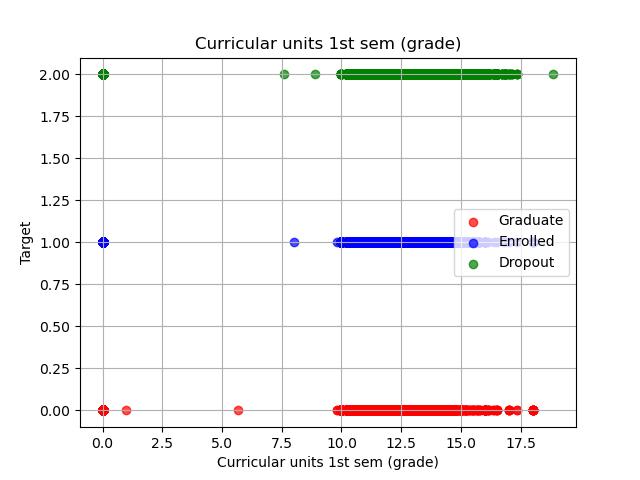 Curricular units 1st sem (grade)
2.00
1.75
1.50
1.25
1.00
0.75
0.50
0.25
0.00
Target
Graduate
Enrolled
Dropout
0.0 2.5 5.0 7.5 10.0 12.5 15.0 17.5
Curricular units 1st sem (grade)